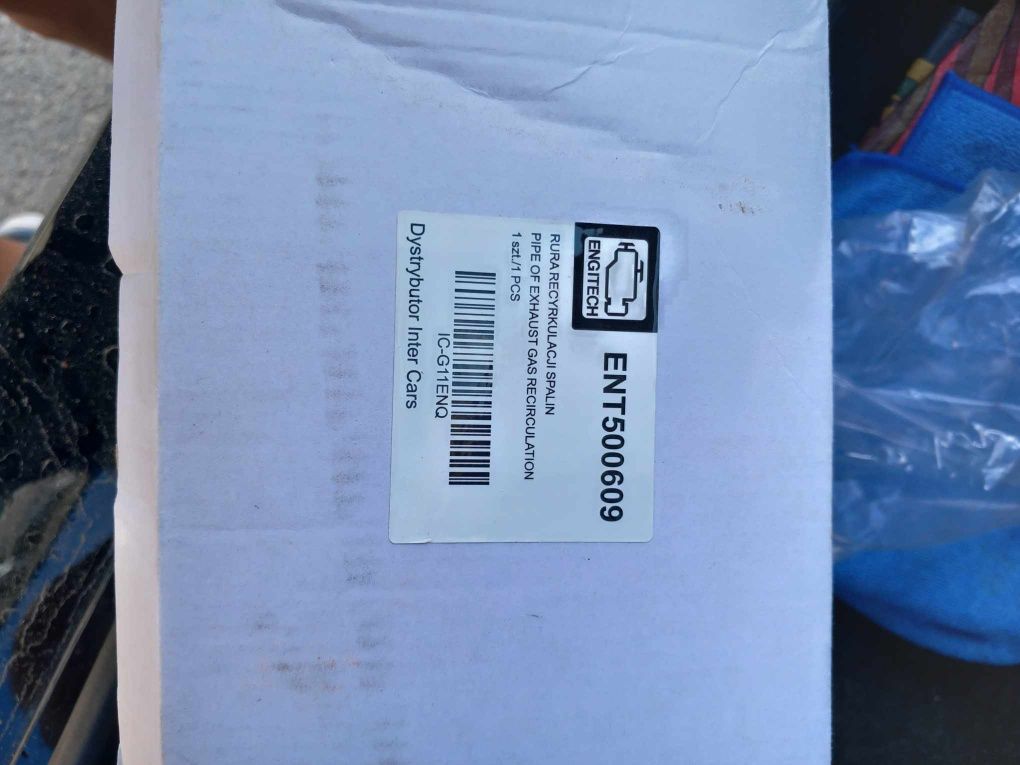 ENGITECH
ENT500609
RURA RECYRKULACJI SPALIN
PIPE OF EXHAUST GAS RECIRCULATION
1 szt./1 PCS
IC-G11ENQ
Dystrybutor Inter Cars